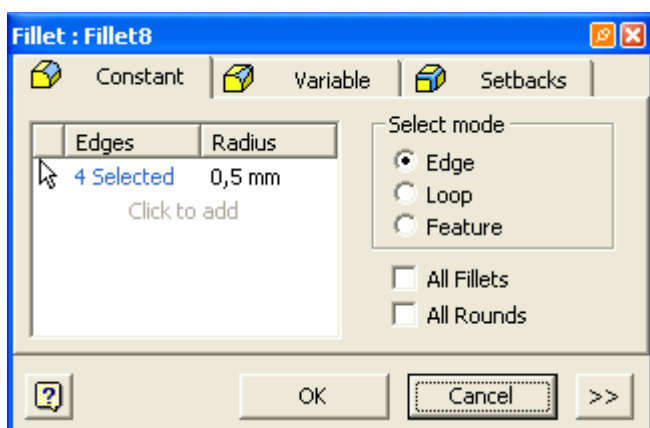 Fillet : Fillet8
Constant Variable Setbacks
Edges Radius
4 Selected 0,5 mm
Click to add
Select mode
Edge
Loop
Feature
All Fillets
All Rounds
? OK Cancel >>